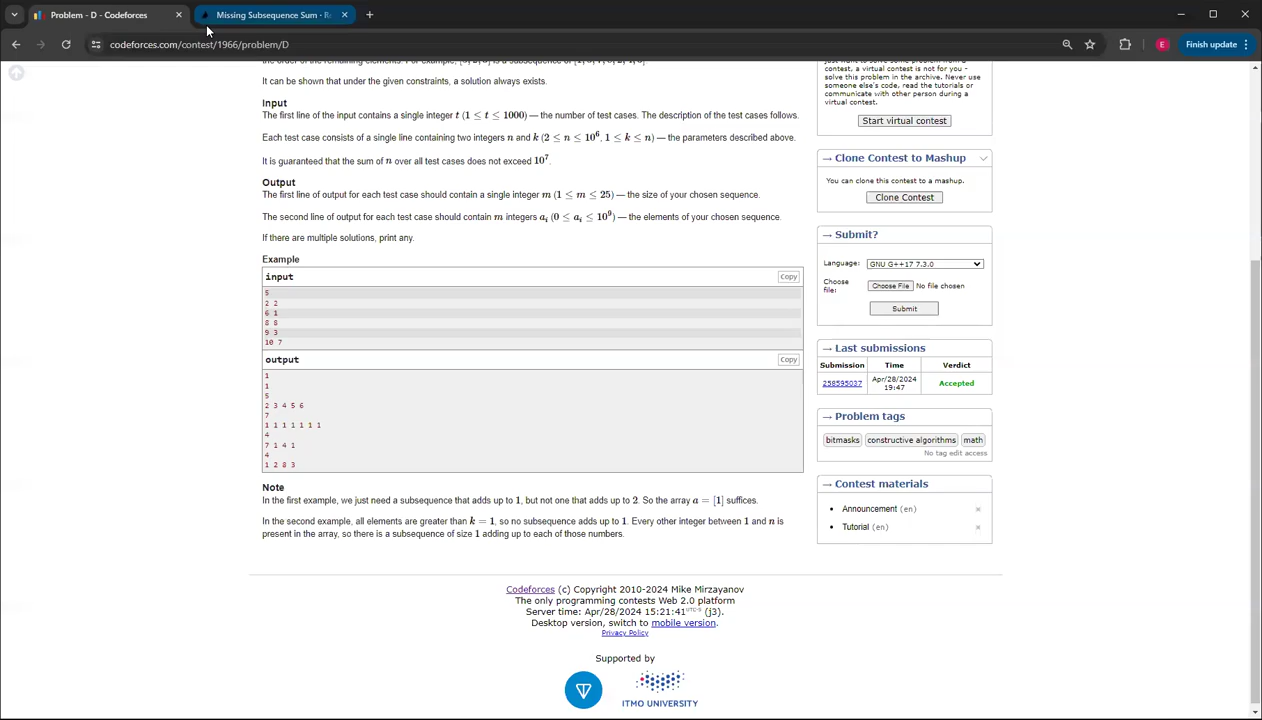 Problem - D - Codeforces
Missing Subsequence Sum - R
codeforces.com/contest/1966/problem/D
Finish update
E
It can be shown that under the given constraints, a solution always exists.
Input
The first line of the input contains a single integer t (1 ≤ t ≤ 1000) — the number of test cases. The description of the test cases follows.
Each test case consists of a single line containing two integers n and k (2 ≤ n ≤ 10^6, 1 ≤ k ≤ n) — the parameters described above.
It is guaranteed that the sum of n over all test cases does not exceed 10^7.
Output
The first line of output for each test case should contain a single integer m (1 ≤ m ≤ 25) — the size of your chosen sequence.
The second line of output for each test case should contain m integers a_i (0 ≤ a_i ≤ 10^9) — the elements of your chosen sequence.
If there are multiple solutions, print any.
Example
input
Copy
5
2 2
6 1
8 8
9 3
10 7
output
Copy
1
1
5
2 3 4 5 6
7
1 1 1 1 1 1 1
4
7 1 4 1
4
1 2 8 3
Note
In the first example, we just need a subsequence that adds up to 1, but not one that adds up to 2. So the array a = [1] suffices.
In the second example, all elements are greater than k = 1, so no subsequence adds up to 1. Every other integer between 1 and n is
present in the array, so there is a subsequence of size 1 adding up to each of those numbers.
contest, a virtual contest is not for you -
solve this problem in the archive. Never use
someone else's code, read the tutorials or
communicate with other person during a
virtual contest.
Start virtual contest
→ Clone Contest to Mashup
You can clone this contest to a mashup.
Clone Contest
→ Submit?
Language: GNU G++17 7.3.0
Choose
file:
Choose File No file chosen
Submit
→ Last submissions
Submission Time Verdict
258595037 Apr/28/2024
19:47 Accepted
→ Problem tags
bitmasks constructive algorithms math
No tag edit access
→ Contest materials
Announcement (en)
Tutorial (en)
Codeforces (c) Copyright 2010-2024 Mike Mirzayanov
The only programming contests Web 2.0 platform
Server time: Apr/28/2024 15:21:41 UTC-5 (j3).
Desktop version, switch to mobile version.
Privacy Policy
Supported by
ITMO UNIVERSITY